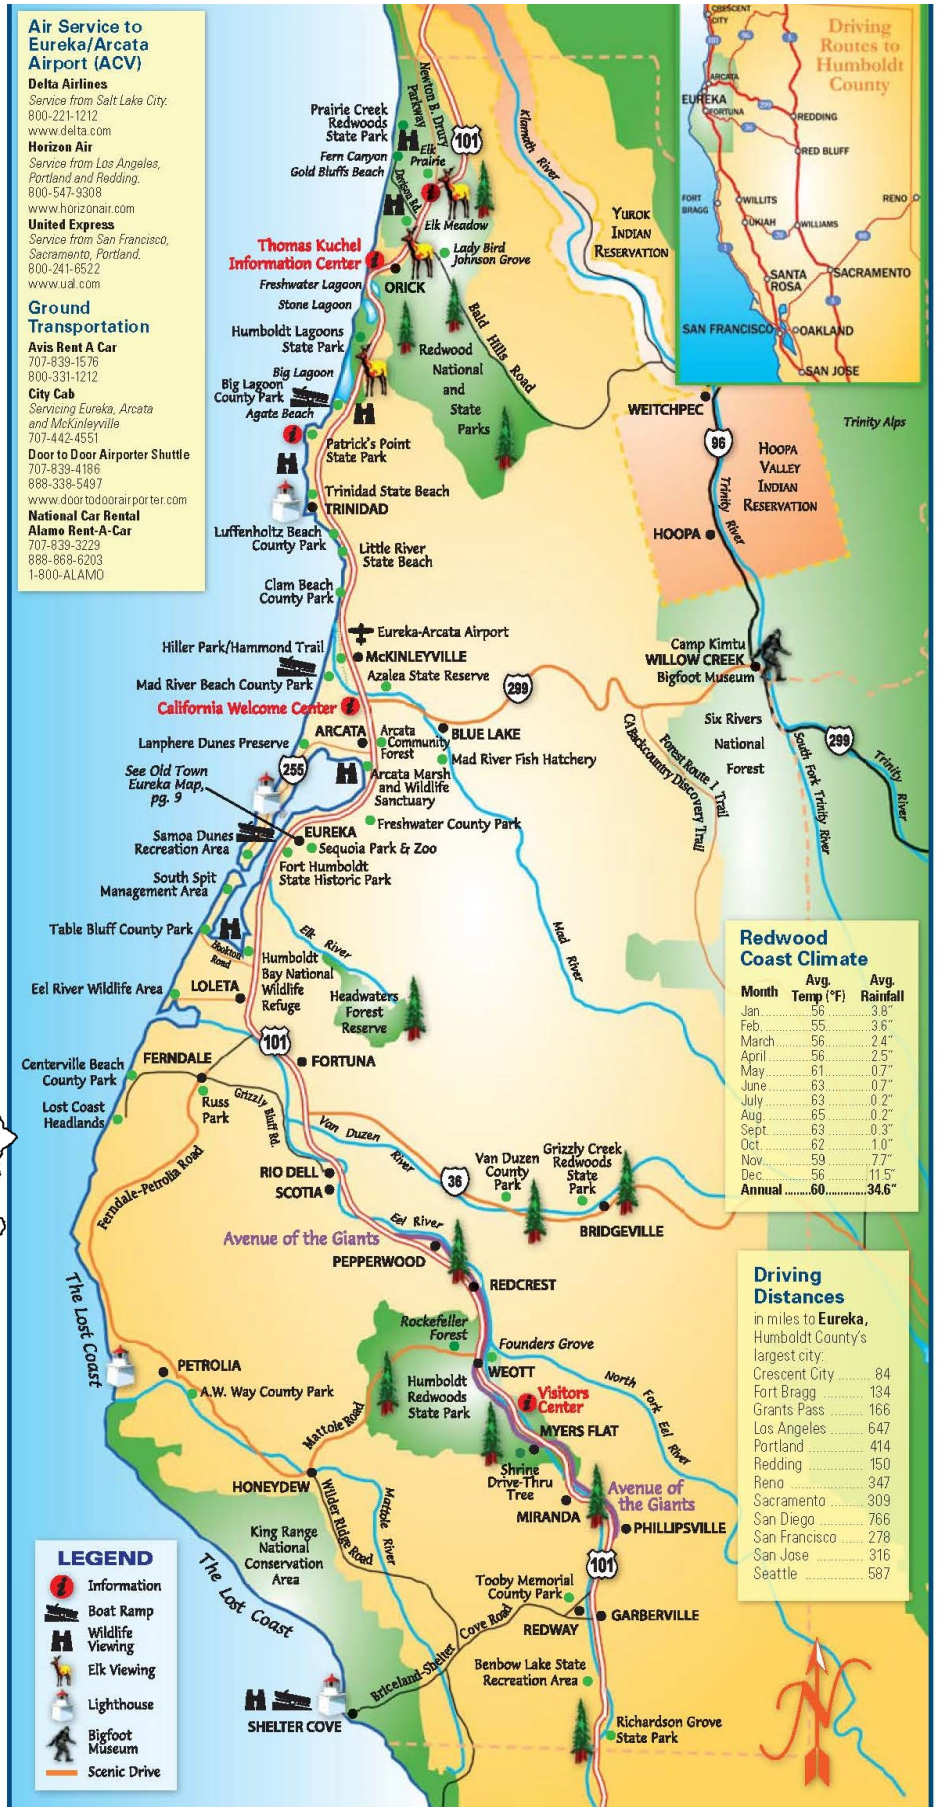 Air Service to
Eureka/Arcata
Airport (ACV)
Delta Airlines
Service from Salt Lake City.
800-221-1212
www.delta.com
Horizon Air
Service from Los Angeles,
Portland and Redding.
800-547-9308
www.horizonair.com
United Express
Service from San Francisco,
Sacramento, Portland.
800-241-6522
www.ual.com
Ground
Transportation
Avis Rent A Car
707-839-1576
800-331-1212
City Cab
Servicing Eureka, Arcata
and McKinleyville
707-442-4551
Door to Door Airporter Shuttle
707-839-4186
888-338-5497
www.doortodoorairporter.com
National Car Rental
Alamo Rent-A-Car
707-839-3229
888-868-6203
1-800-ALAMO
Driving
Routes to
Humboldt
County
CRESCENT
CITY
101
96
5
ARCATA
EUREKA
FORTUNA
299
36
REDDING
RED BLUFF
FORT
BRAGG
WILLITS
UKIAH
20
WILLIAMS
RENO
80
1
SANTA
ROSA
SACRAMENTO
5
SAN FRANCISCO
OAKLAND
SAN JOSE
Newton B. Drury
Parkway
101
Klamath River
Prairie Creek
Redwoods
State Park
Fern Canyon
Gold Bluffs Beach
Elk
Prairie
Davison Rd.
Elk Meadow
Lady Bird
Johnson Grove
YUROK
INDIAN
RESERVATION
Thomas Kuchel
Information Center
Freshwater Lagoon
ORICK
Stone Lagoon
Humboldt Lagoons
State Park
Bald Hills Road
Redwood
National
and
State
Parks
Big Lagoon
Big Lagoon
County Park
Agate Beach
Patrick's Point
State Park
WEITCHPEC
Trinity Alps
96
HOOPA
VALLEY
INDIAN
RESERVATION
Trinity River
HOOPA
Trinidad State Beach
TRINIDAD
Luffenholtz Beach
County Park
Little River
State Beach
Clam Beach
County Park
Eureka-Arcata Airport
Hiller Park/Hammond Trail
McKINLEYVILLE
Mad River Beach County Park
Azalea State Reserve
Camp Kimtu
WILLOW CREEK
Bigfoot Museum
299
California Welcome Center
ARCATA
Arcata
Community
Forest
BLUE LAKE
Lanphere Dunes Preserve
Mad River Fish Hatchery
See Old Town
Eureka Map,
pg. 9
255
Arcata Marsh
and Wildlife
Sanctuary
Six Rivers
National
Forest
Forest Route 1 Trail
CA Backcountry Discovery Trail
South Fork Trinity River
299
Trinity River
Freshwater County Park
EUREKA
Samoa Dunes
Recreation Area
Sequoia Park & Zoo
Fort Humboldt
State Historic Park
South Spit
Management Area
Table Bluff County Park
Hookton
Road
Elk River
Mad River
Humboldt
Bay National
Wildlife
Refuge
Eel River Wildlife Area
LOLETA
Headwaters
Forest
Reserve
101
FERNDALE
FORTUNA
Centerville Beach
County Park
Lost Coast
Headlands
Russ
Park
Grizzly Bluff Rd.
Van Duzen
River
Ferndale-Petrolia Road
RIO DELL
SCOTIA
36
Van Duzen
County
Park
Grizzly Creek
Redwoods
State
Park
BRIDGEVILLE
Eel River
Avenue of the Giants
PEPPERWOOD
REDCREST
The Lost Coast
Rockefeller
Forest
Founders Grove
WEOTT
Humboldt
Redwoods
State Park
North Fork Eel River
Visitors
Center
MYERS FLAT
PETROLIA
A.W. Way County Park
Mattole Road
Shrine
Drive-Thru
Tree
HONEYDEW
MIRANDA
Avenue of
the Giants
PHILLIPSVILLE
Wilder Ridge Road
Mattole River
King Range
National
Conservation
Area
101
The Lost Coast
Tooby Memorial
County Park
REDWAY
GARBERVILLE
Briceland-Shelter Cove Road
Benbow Lake State
Recreation Area
SHELTER COVE
Richardson Grove
State Park
Redwood
Coast Climate
Month Avg. Temp (°F) Avg. Rainfall
Jan. 56 3.8"
Feb. 55 3.6"
March 56 2.4"
April 56 2.5"
May 61 0.7"
June 63 0.7"
July 63 0.2"
Aug. 65 0.2"
Sept. 63 0.3"
Oct. 62 1.0"
Nov. 59 7.7"
Dec. 56 11.5"
Annual 60 34.6"
Driving
Distances
in miles to Eureka,
Humboldt County's
largest city:
Crescent City 84
Fort Bragg 134
Grants Pass 166
Los Angeles 647
Portland 414
Redding 150
Reno 347
Sacramento 309
San Diego 766
San Francisco 278
San Jose 316
Seattle 587
LEGEND
Information
Boat Ramp
Wildlife
Viewing
Elk Viewing
Lighthouse
Bigfoot
Museum
Scenic Drive
N